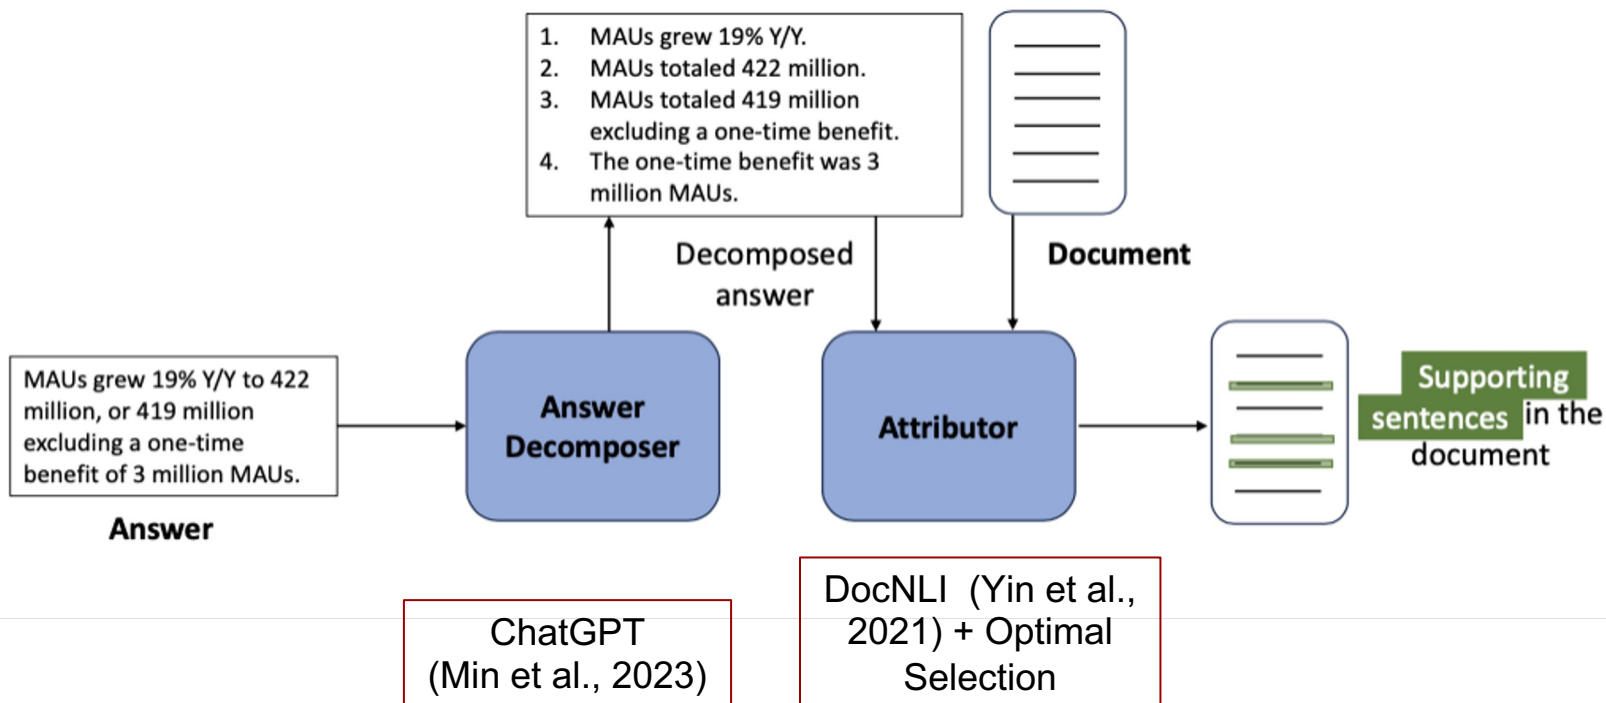 1. MAUs grew 19% Y/Y.
2. MAUs totaled 422 million.
3. MAUs totaled 419 million
excluding a one-time benefit.
4. The one-time benefit was 3
million MAUs.
Decomposed
answer
Document
MAUs grew 19% Y/Y to 422
million, or 419 million
excluding a one-time
benefit of 3 million MAUs.
Answer
Answer
Decomposer
Attributor
Supporting
sentences in the
document
ChatGPT
(Min et al., 2023)
DocNLI (Yin et al.,
2021) + Optimal
Selection